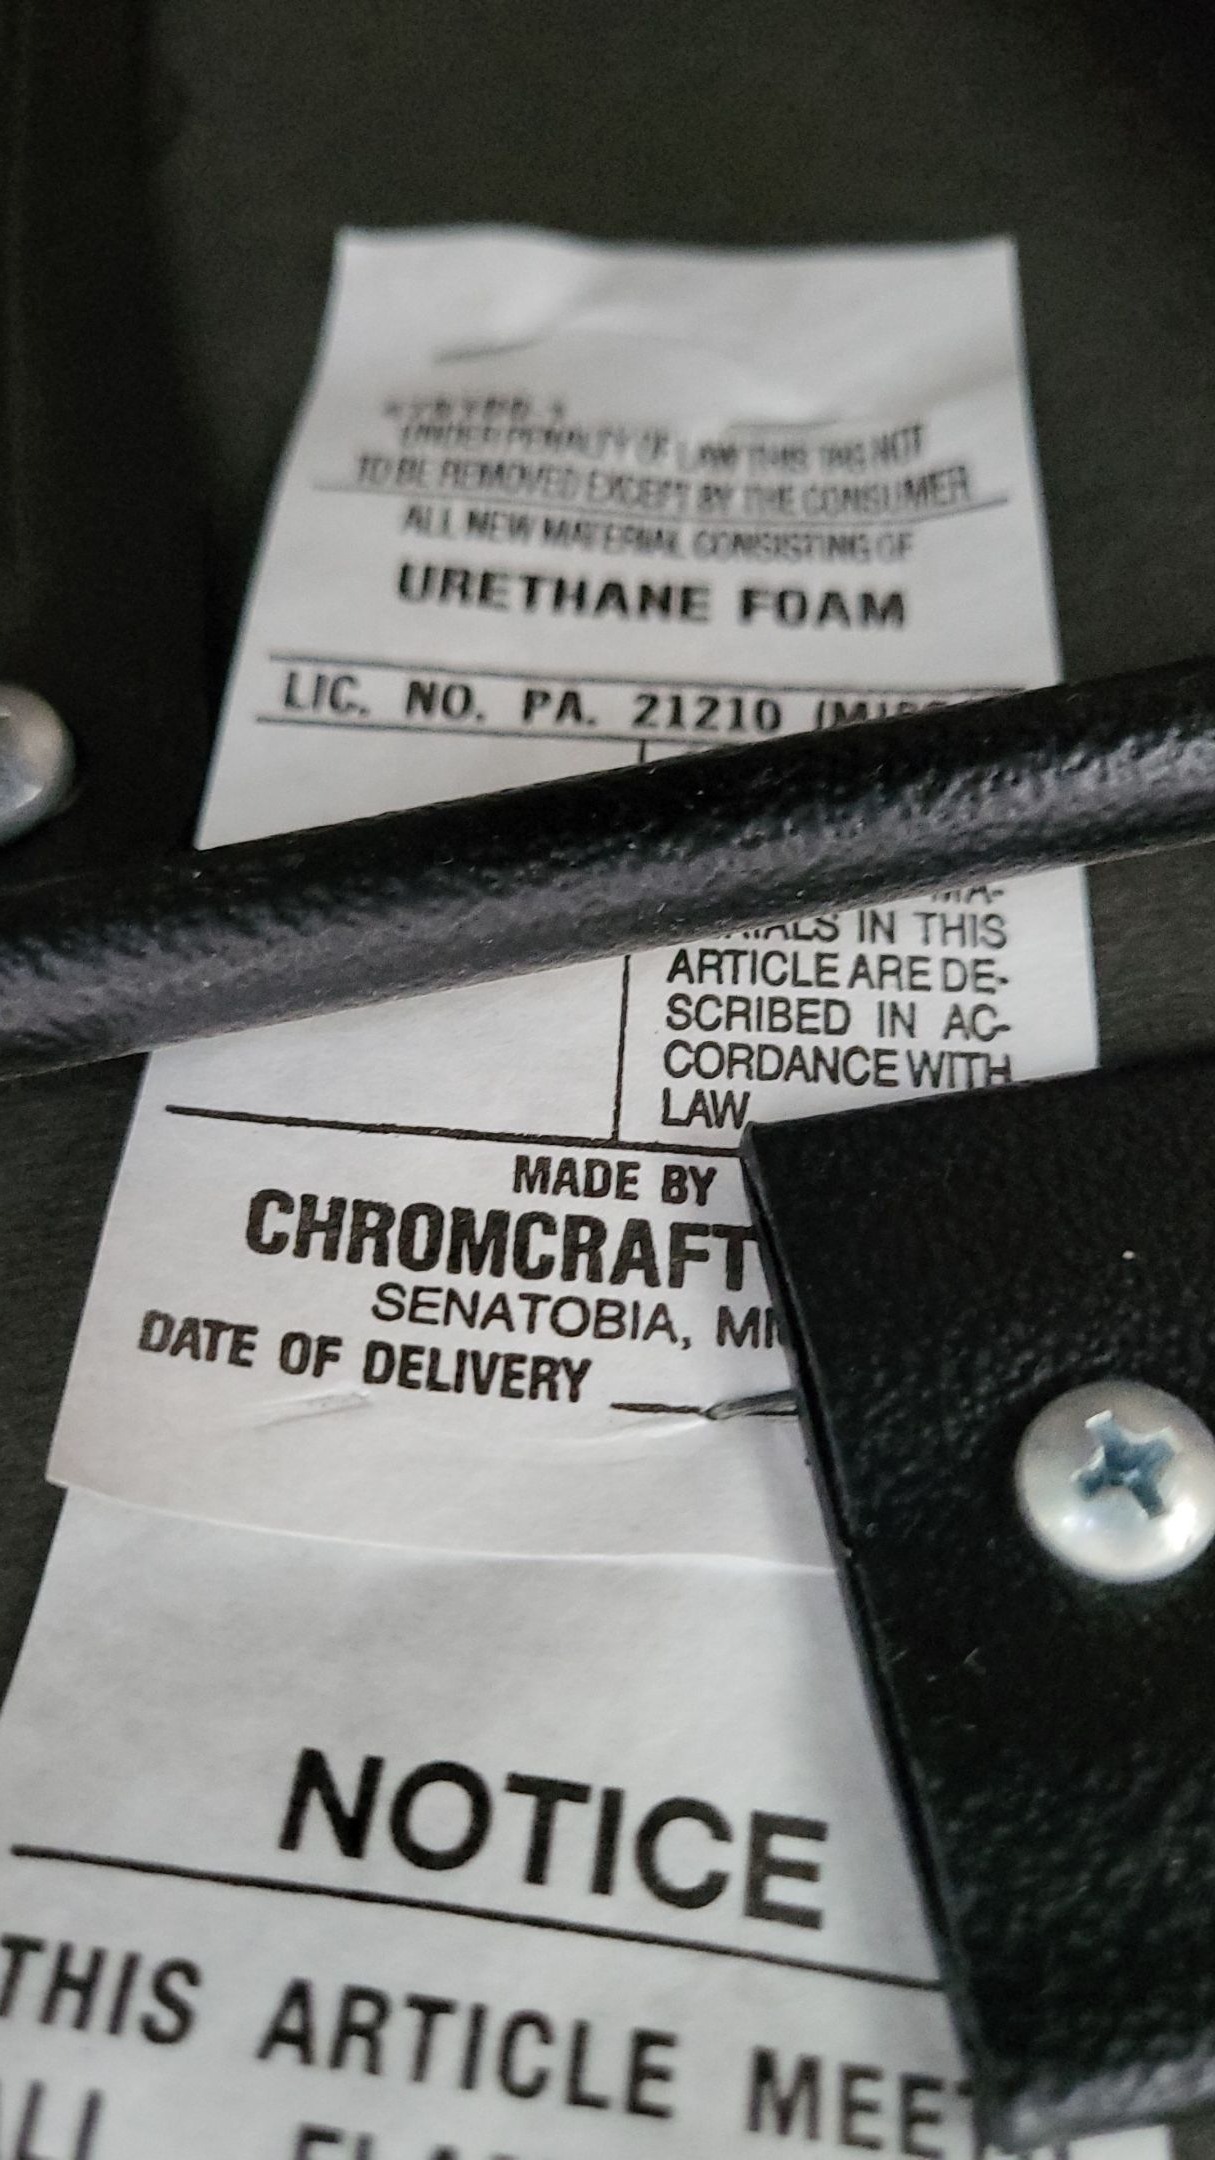 UNDER PENALTY OF LAW THIS TAG NOT
TO BE REMOVED EXCEPT BY THE CONSUMER
ALL NEW MATERIAL CONSISTING OF
URETHANE FOAM
LIC. NO. PA. 21210
IN THIS
ARTICLE ARE DE-
SCRIBED IN AC-
CORDANCE WITH
LAW
MADE BY
CHROMCRAFT
SENATOBIA,
DATE OF DELIVERY
NOTICE
THIS ARTICLE MEET